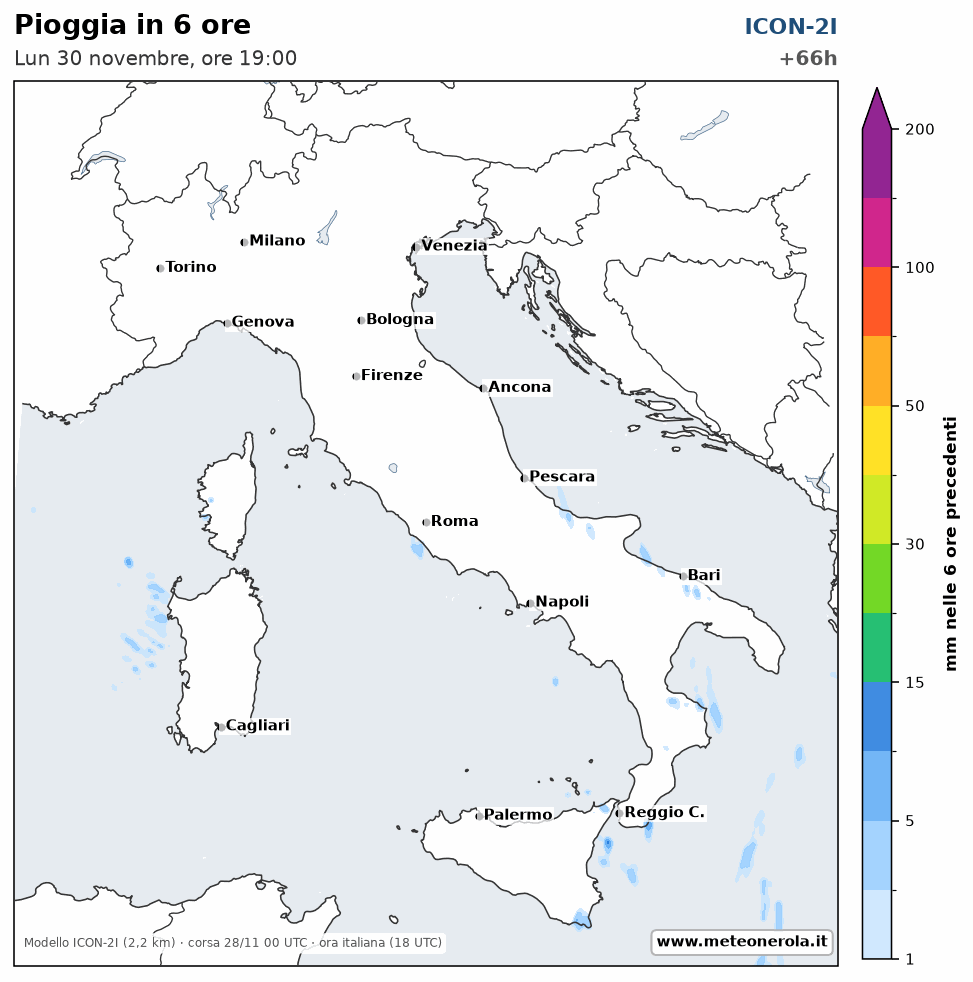 Pioggia in 6 ore
ICON-2I
Lun 30 novembre, ore 19:00
+66h
200
100
50
30
15
5
1
mm nelle 6 ore precedenti
Milano
Venezia
Torino
Genova
Bologna
Firenze
Ancona
Pescara
Roma
Bari
Napoli
Cagliari
Palermo
Reggio C.
Modello ICON-2I (2,2 km) · corsa 28/11 00 UTC · ora italiana (18 UTC)
www.meteonerola.it